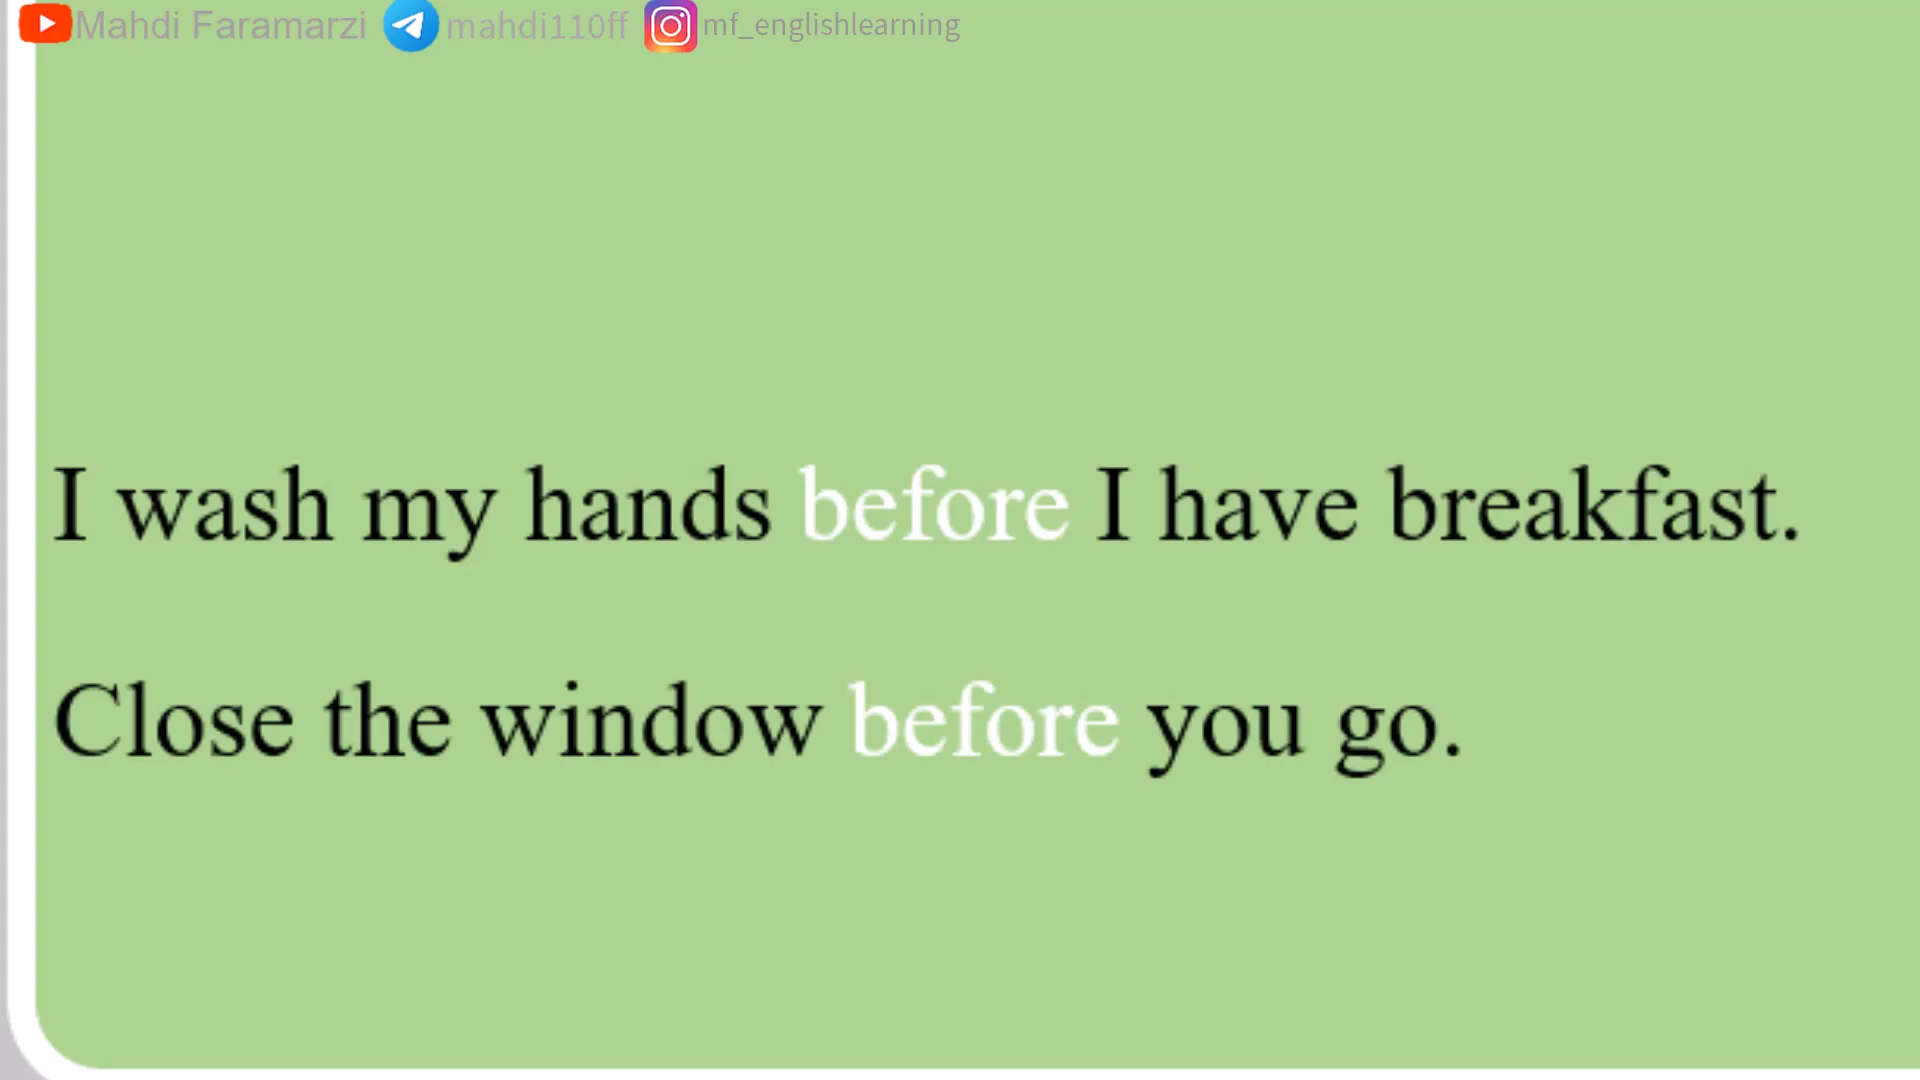 Mahdi Faramarzi mahdi110ff mf_englishlearning
I wash my hands before I have breakfast.
Close the window before you go.